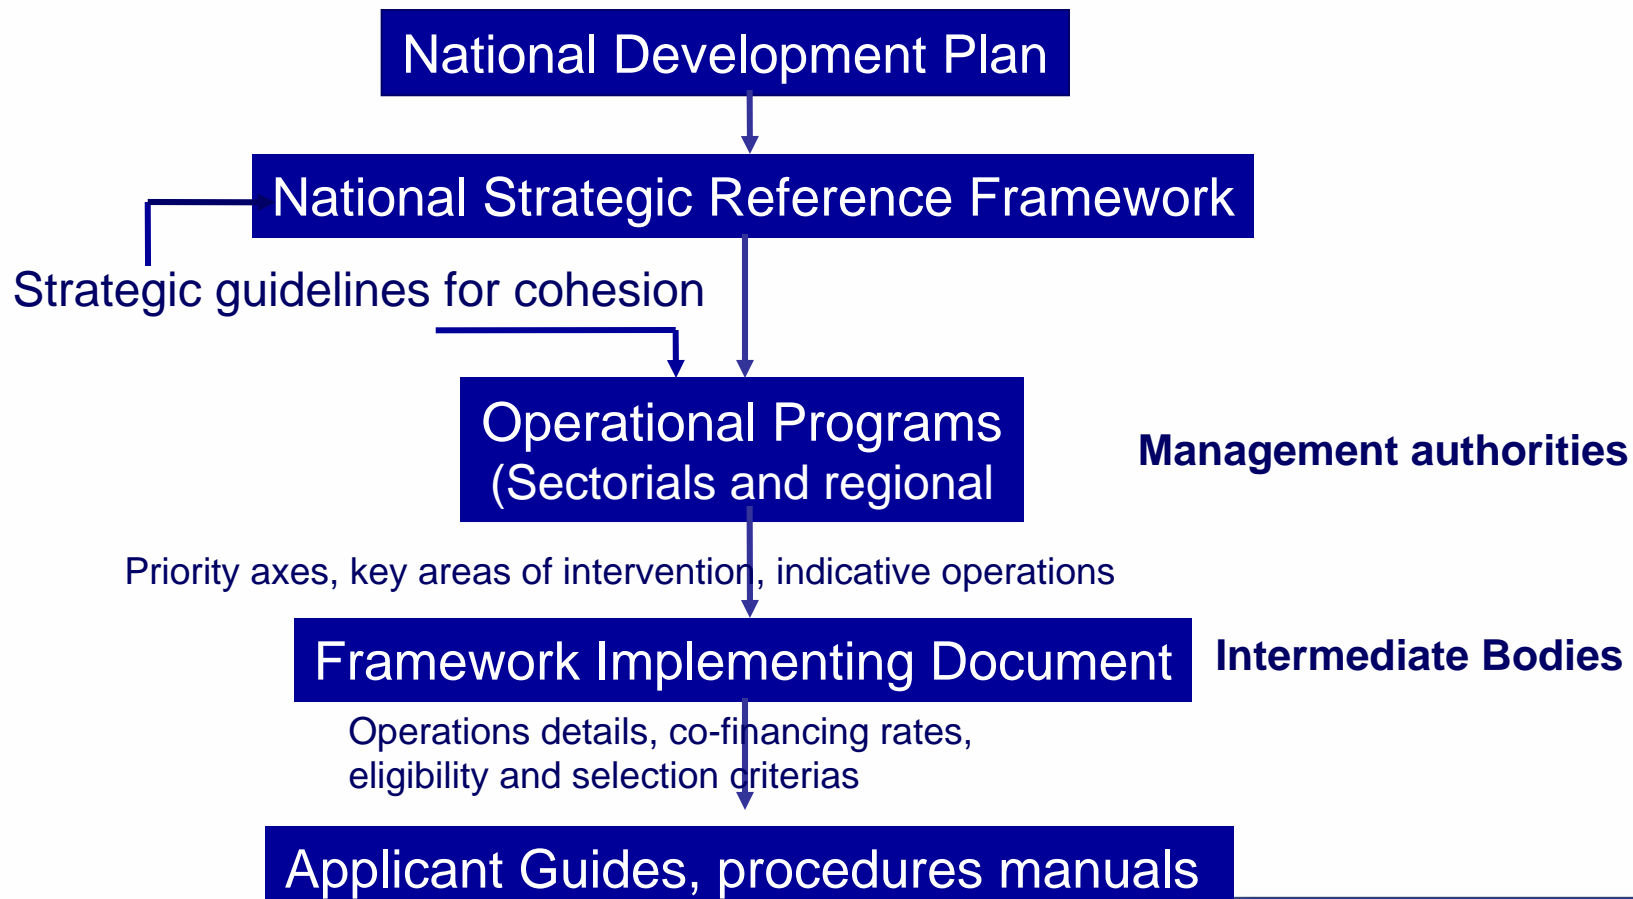 National Development Plan
National Strategic Reference Framework
Strategic guidelines for cohesion
Operational Programs
(Sectorials and regional
Management authorities
Priority axes, key areas of intervention, indicative operations
Framework Implementing Document
Intermediate Bodies
Operations details, co-financing rates,
eligibility and selection criterias
Applicant Guides, procedures manuals